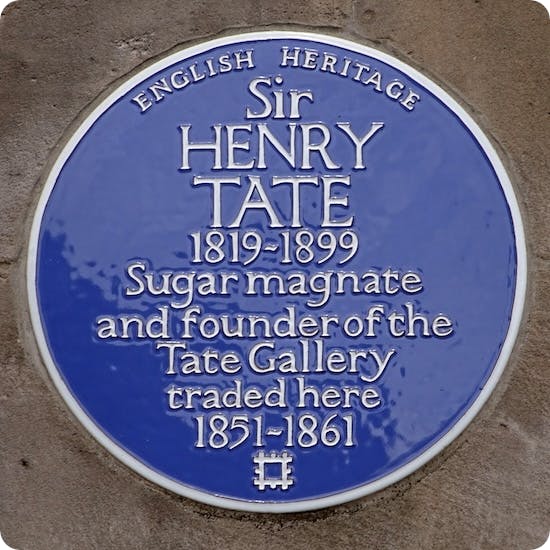 ENGLISH HERITAGE
Sir
HENRY
TATE
1819-1899
Sugar magnate
and founder of the
Tate Gallery
traded here
1851-1861